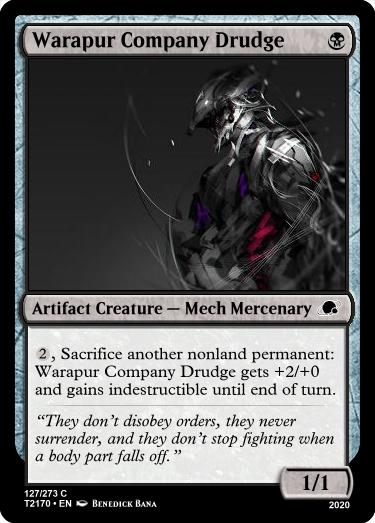 Warapur Company Drudge
Artifact Creature — Mech Mercenary
2, Sacrifice another nonland permanent:
Warapur Company Drudge gets +2/+0
and gains indestructible until end of turn.
“They don’t disobey orders, they never
surrender, and they don’t stop fighting when
a body part falls off.”
1/1
127/273 C
T2170 • EN Benedick Bana
2020